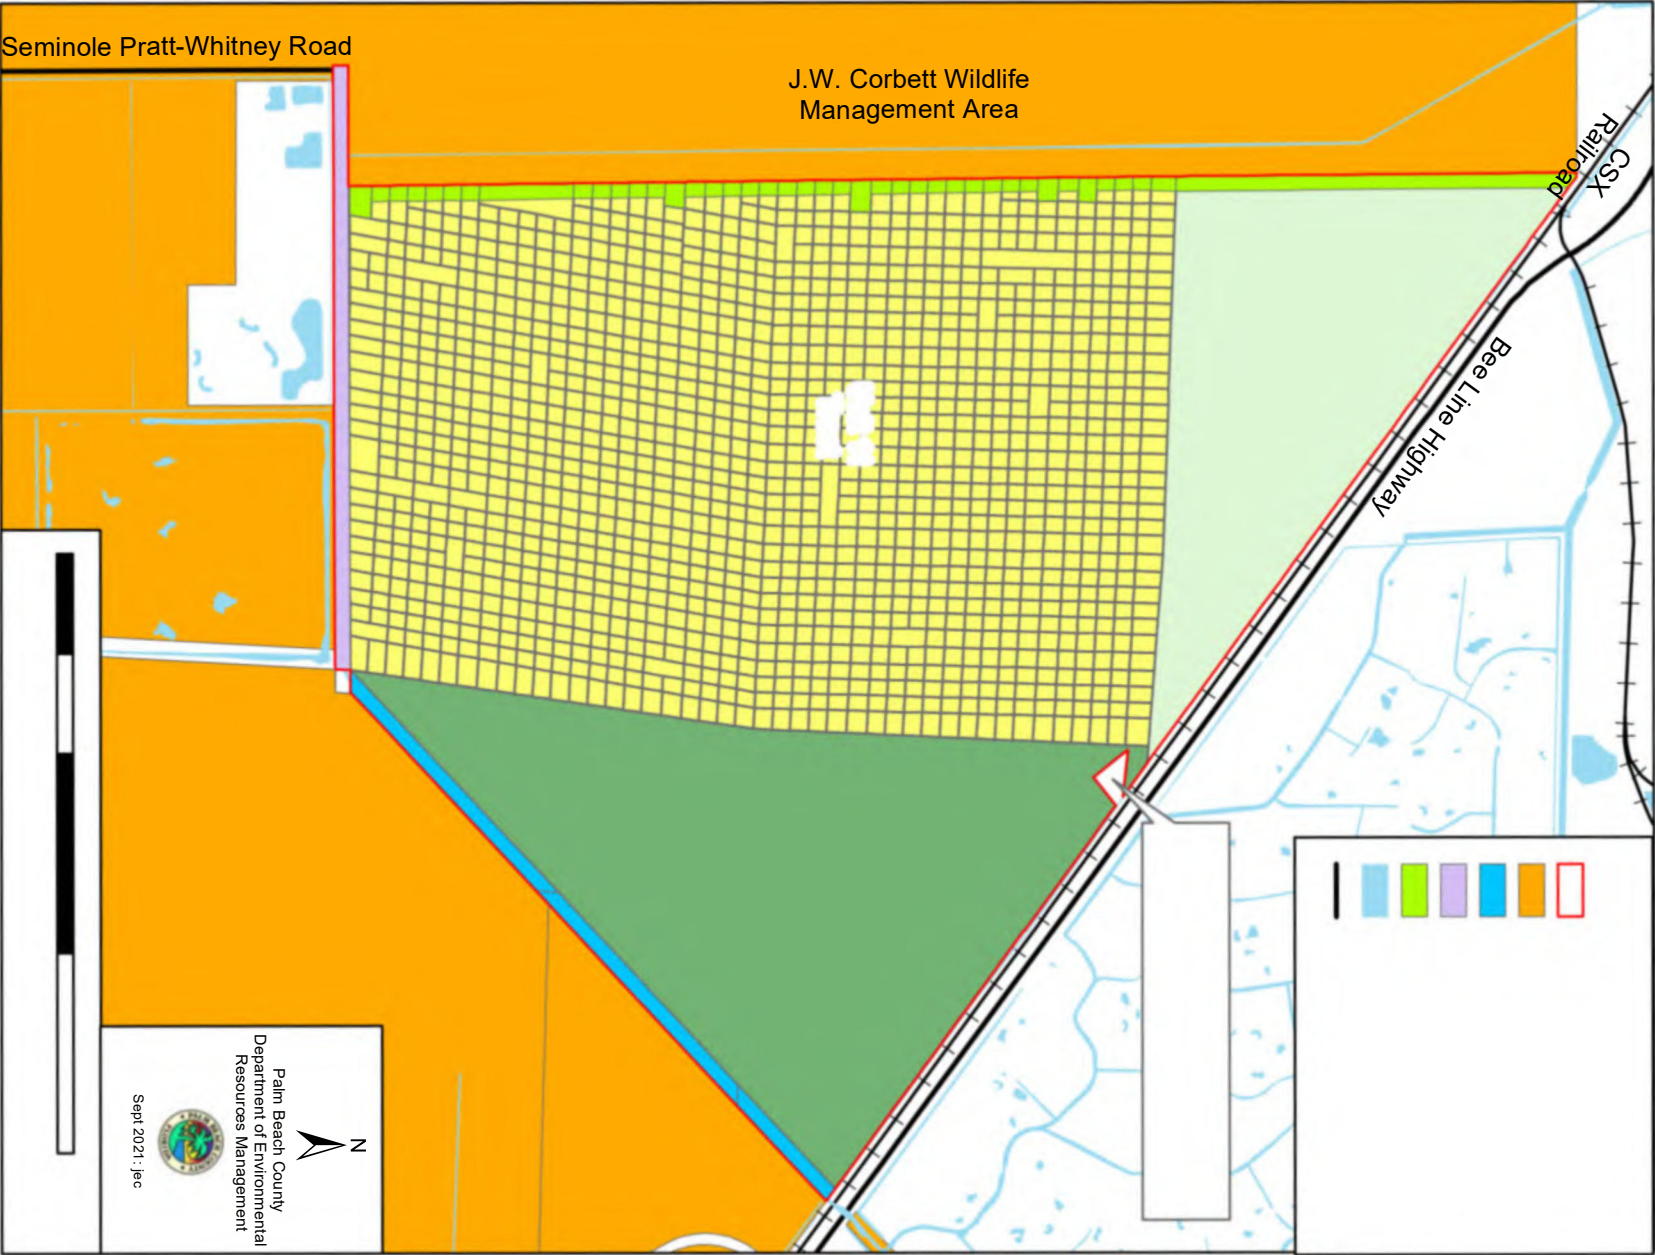 Seminole Pratt-Whitney Road
J.W. Corbett Wildlife
Management Area
CSX
Railroad
Bee Line Highway
N
Palm Beach County
Department of Environmental
Resources Management
Sept 2021: jec